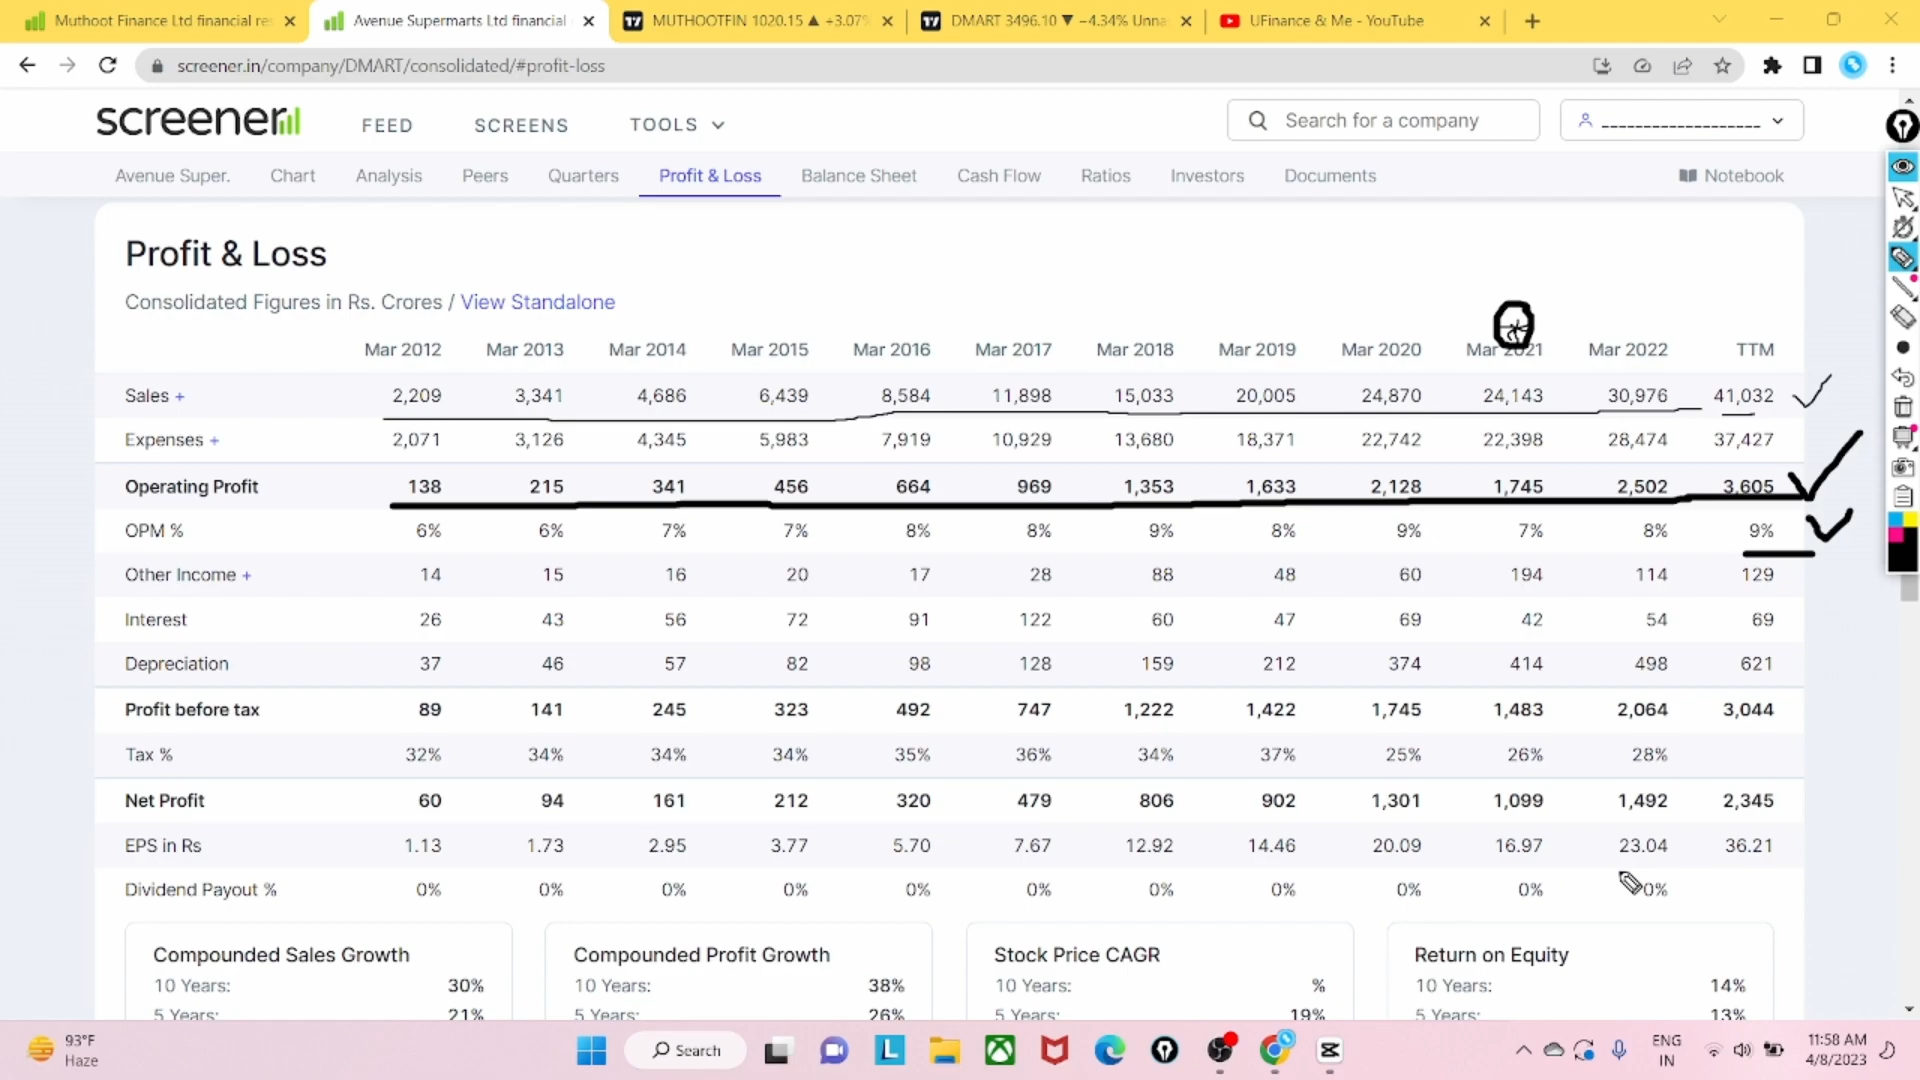 Muthoot Finance Ltd financial re
Avenue Supermarts Ltd financial
MUTHOOTFIN 1020.15 ▲ +3.07%
DMART 3496.10 ▼ −4.34% Unna
UFinance & Me - YouTube
screener.in/company/DMART/consolidated/#profit-loss
screener
FEED
SCREENS
TOOLS
Search for a company
Avenue Super.
Chart
Analysis
Peers
Quarters
Profit & Loss
Balance Sheet
Cash Flow
Ratios
Investors
Documents
Notebook
Profit & Loss
Consolidated Figures in Rs. Crores / View Standalone
Mar 2012 Mar 2013 Mar 2014 Mar 2015 Mar 2016 Mar 2017 Mar 2018 Mar 2019 Mar 2020 Mar 2021 Mar 2022 TTM
Sales + 2,209 3,341 4,686 6,439 8,584 11,898 15,033 20,005 24,870 24,143 30,976 41,032
Expenses + 2,071 3,126 4,345 5,983 7,919 10,929 13,680 18,371 22,742 22,398 28,474 37,427
Operating Profit 138 215 341 456 664 969 1,353 1,633 2,128 1,745 2,502 3,605
OPM % 6% 6% 7% 7% 8% 8% 9% 8% 9% 7% 8% 9%
Other Income + 14 15 16 20 17 28 88 48 60 194 114 129
Interest 26 43 56 72 91 122 60 47 69 42 54 69
Depreciation 37 46 57 82 98 128 159 212 374 414 498 621
Profit before tax 89 141 245 323 492 747 1,222 1,422 1,745 1,483 2,064 3,044
Tax % 32% 34% 34% 34% 35% 36% 34% 37% 25% 26% 28%
Net Profit 60 94 161 212 320 479 806 902 1,301 1,099 1,492 2,345
EPS in Rs 1.13 1.73 2.95 3.77 5.70 7.67 12.92 14.46 20.09 16.97 23.04 36.21
Dividend Payout % 0% 0% 0% 0% 0% 0% 0% 0% 0% 0% 0%
Compounded Sales Growth
10 Years: 30%
5 Years: 21%
Compounded Profit Growth
10 Years: 38%
5 Years: 26%
Stock Price CAGR
10 Years: %
5 Years: 19%
Return on Equity
10 Years: 14%
5 Years: 13%
93°F
Haze
Search
ENG
IN
11:58 AM
4/8/2023